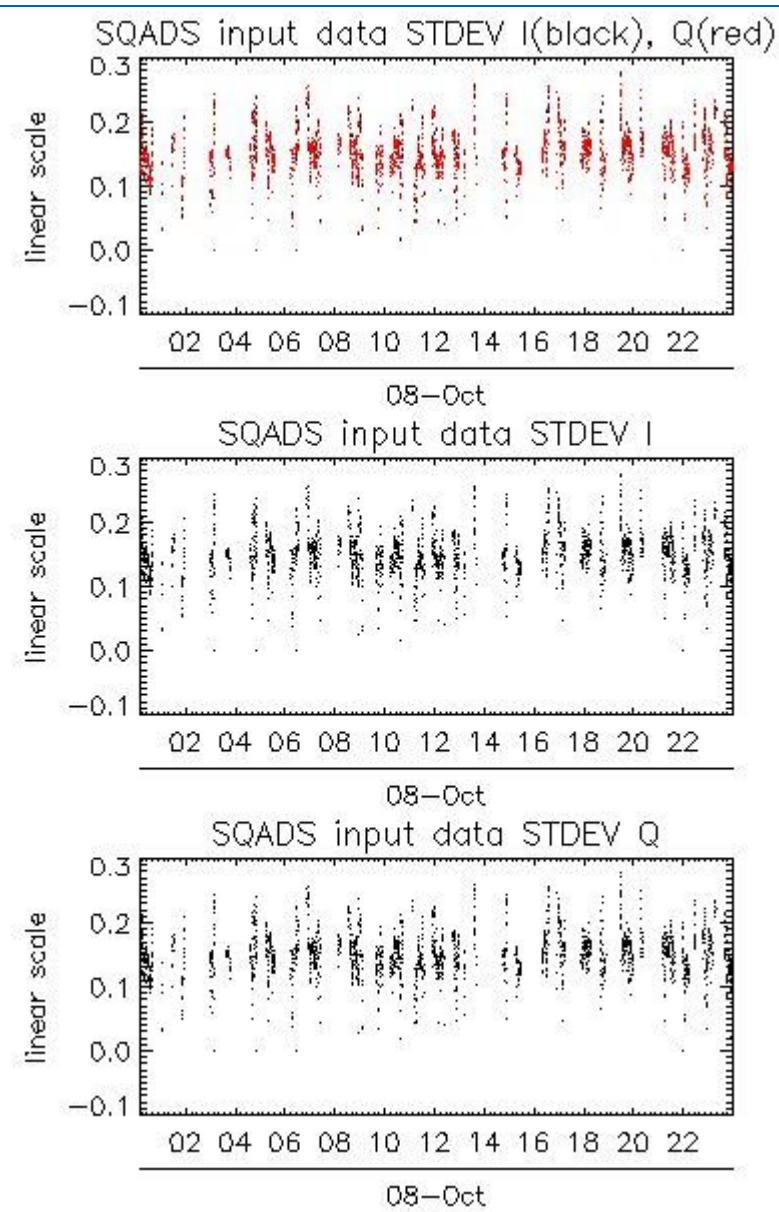 SQADS input data STDEV I(black), Q(red)
0.3
0.2
0.1
0.0
−0.1
linear scale
02 04 06 08 10 12 14 16 18 20 22
08−Oct
SQADS input data STDEV I
0.3
0.2
0.1
0.0
−0.1
linear scale
02 04 06 08 10 12 14 16 18 20 22
08−Oct
SQADS input data STDEV Q
0.3
0.2
0.1
0.0
−0.1
linear scale
02 04 06 08 10 12 14 16 18 20 22
08−Oct